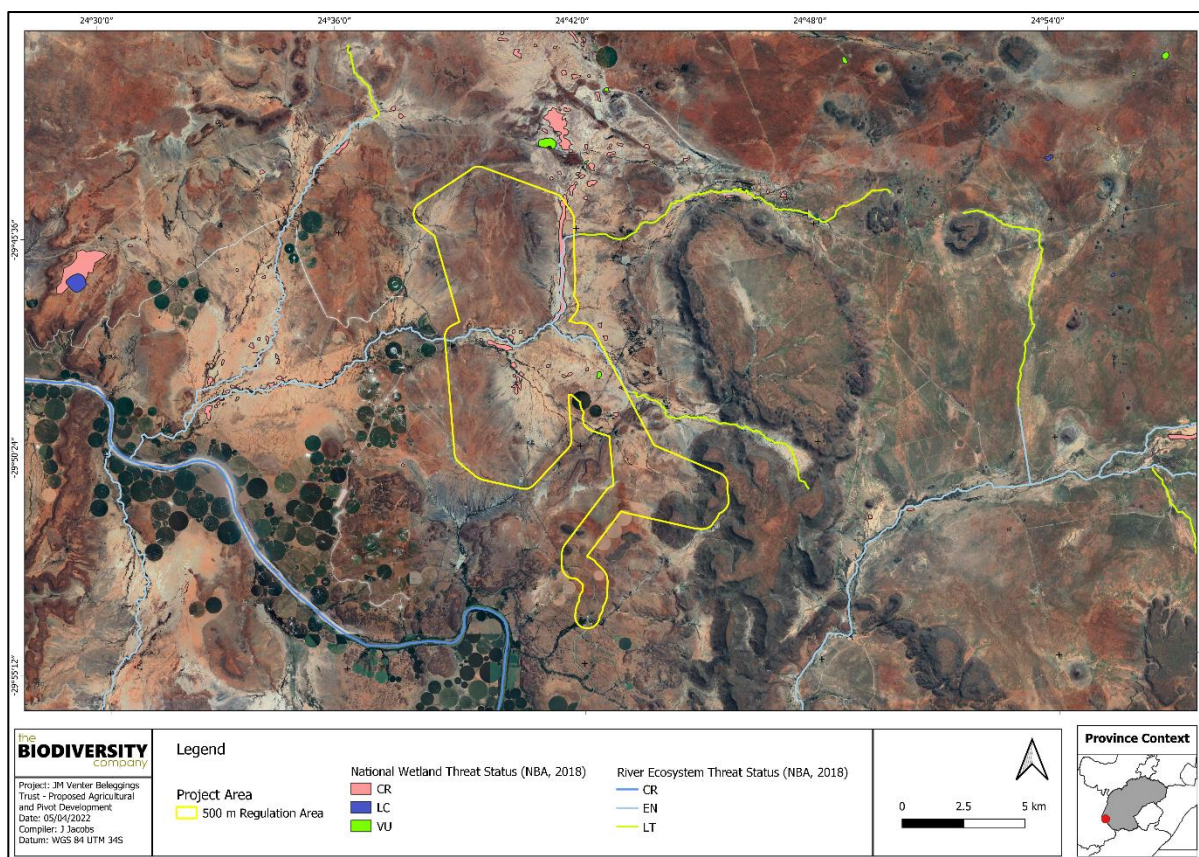 24°30'0"
24°36'0"
24°42'0"
24°48'0"
24°54'0"
-29°45'36"
-29°50'24"
-29°55'12"
the
BIODIVERSITY
company
Project: JM Venter Beleggings
Trust - Proposed Agricultural
and Pivot Development
Date: 05/04/2022
Compiler: J Jacobs
Datum: WGS 84 UTM 34S
Legend
Project Area
500 m Regulation Area
National Wetland Threat Status (NBA, 2018)
CR
LC
VU
River Ecosystem Threat Status (NBA, 2018)
CR
EN
LT
0 2.5 5 km
Province Context